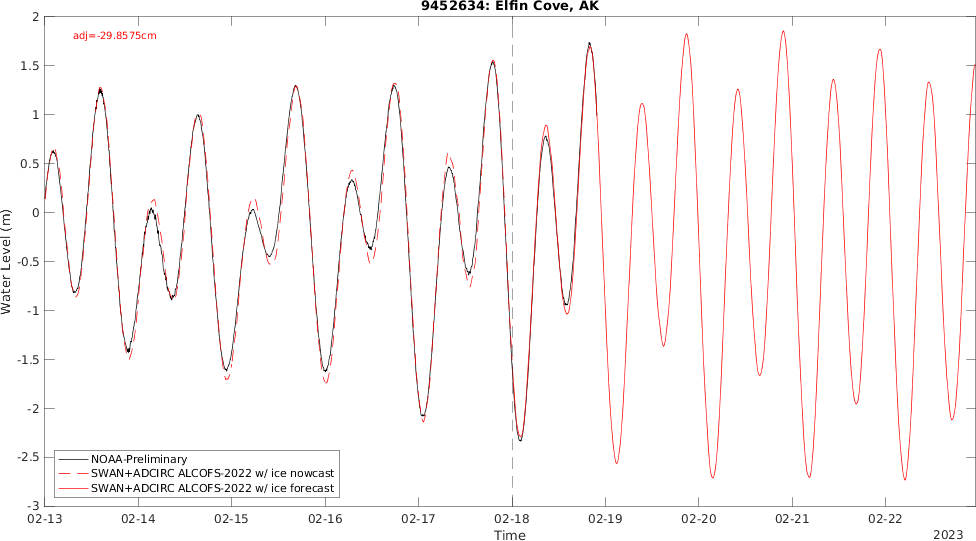 9452634: Elfin Cove, AK
adj=-29.8575cm
Water Level (m)
2
1.5
1
0.5
0
-0.5
-1
-1.5
-2
-2.5
-3
NOAA-Preliminary
SWAN+ADCIRC ALCOFS-2022 w/ ice nowcast
SWAN+ADCIRC ALCOFS-2022 w/ ice forecast
02-13 02-14 02-15 02-16 02-17 02-18 02-19 02-20 02-21 02-22
Time
2023